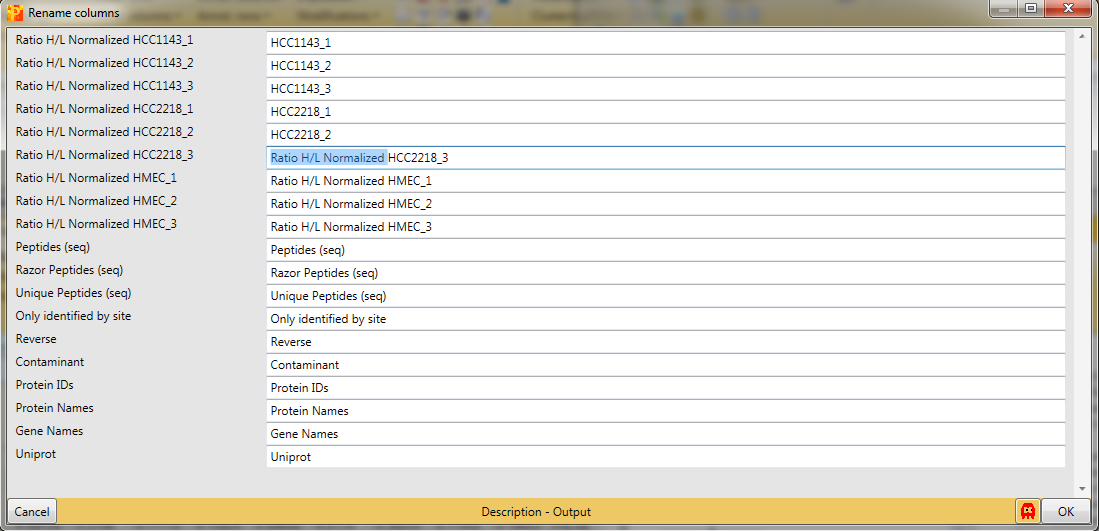 Rename columns
Ratio H/L Normalized HCC1143_1 HCC1143_1
Ratio H/L Normalized HCC1143_2 HCC1143_2
Ratio H/L Normalized HCC1143_3 HCC1143_3
Ratio H/L Normalized HCC2218_1 HCC2218_1
Ratio H/L Normalized HCC2218_2 HCC2218_2
Ratio H/L Normalized HCC2218_3 Ratio H/L Normalized HCC2218_3
Ratio H/L Normalized HMEC_1 Ratio H/L Normalized HMEC_1
Ratio H/L Normalized HMEC_2 Ratio H/L Normalized HMEC_2
Ratio H/L Normalized HMEC_3 Ratio H/L Normalized HMEC_3
Peptides (seq) Peptides (seq)
Razor Peptides (seq) Razor Peptides (seq)
Unique Peptides (seq) Unique Peptides (seq)
Only identified by site Only identified by site
Reverse Reverse
Contaminant Contaminant
Protein IDs Protein IDs
Protein Names Protein Names
Gene Names Gene Names
Uniprot Uniprot
Cancel Description - Output OK